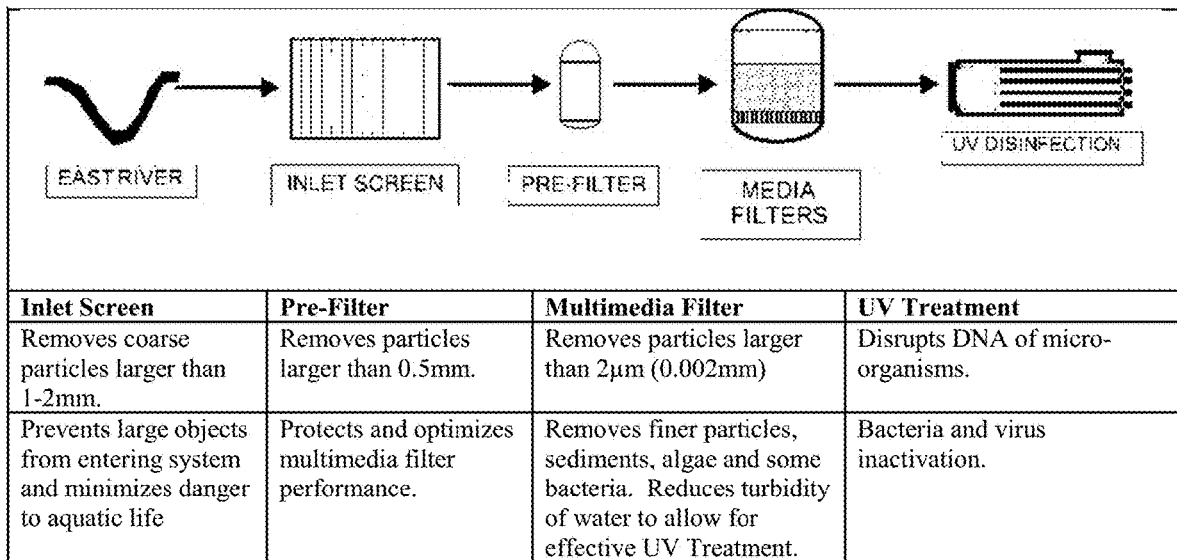 EAST RIVER
INLET SCREEN
PRE-FILTER
MEDIA
FILTERS
UV DISINFECTION
Inlet Screen
Pre-Filter
Multimedia Filter
UV Treatment
Removes coarse
particles larger than
1-2mm.
Removes particles
larger than 0.5mm.
Removes particles larger
than 2µm (0.002mm)
Disrupts DNA of micro-
organisms.
Prevents large objects
from entering system
and minimizes danger
to aquatic life
Protects and optimizes
multimedia filter
performance.
Removes finer particles,
sediments, algae and some
bacteria.  Reduces turbidity
of water to allow for
effective UV Treatment.
Bacteria and virus
inactivation.